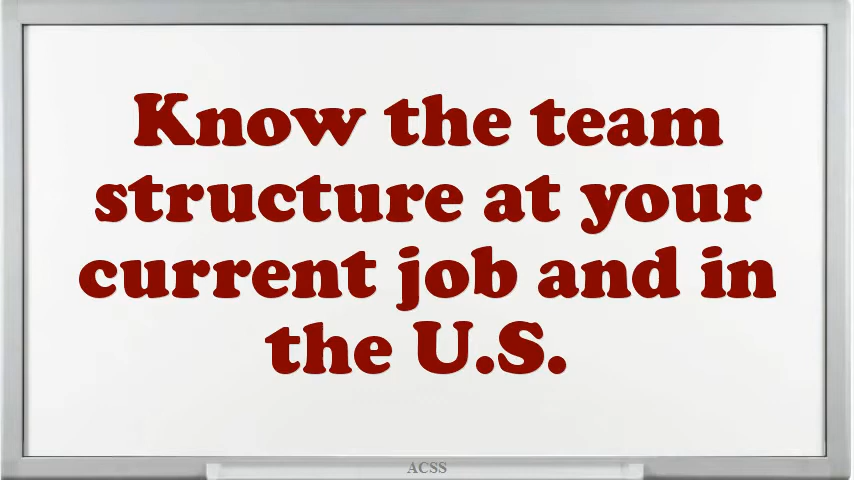 Know the team
structure at your
current job and in
the U.S.
ACSS